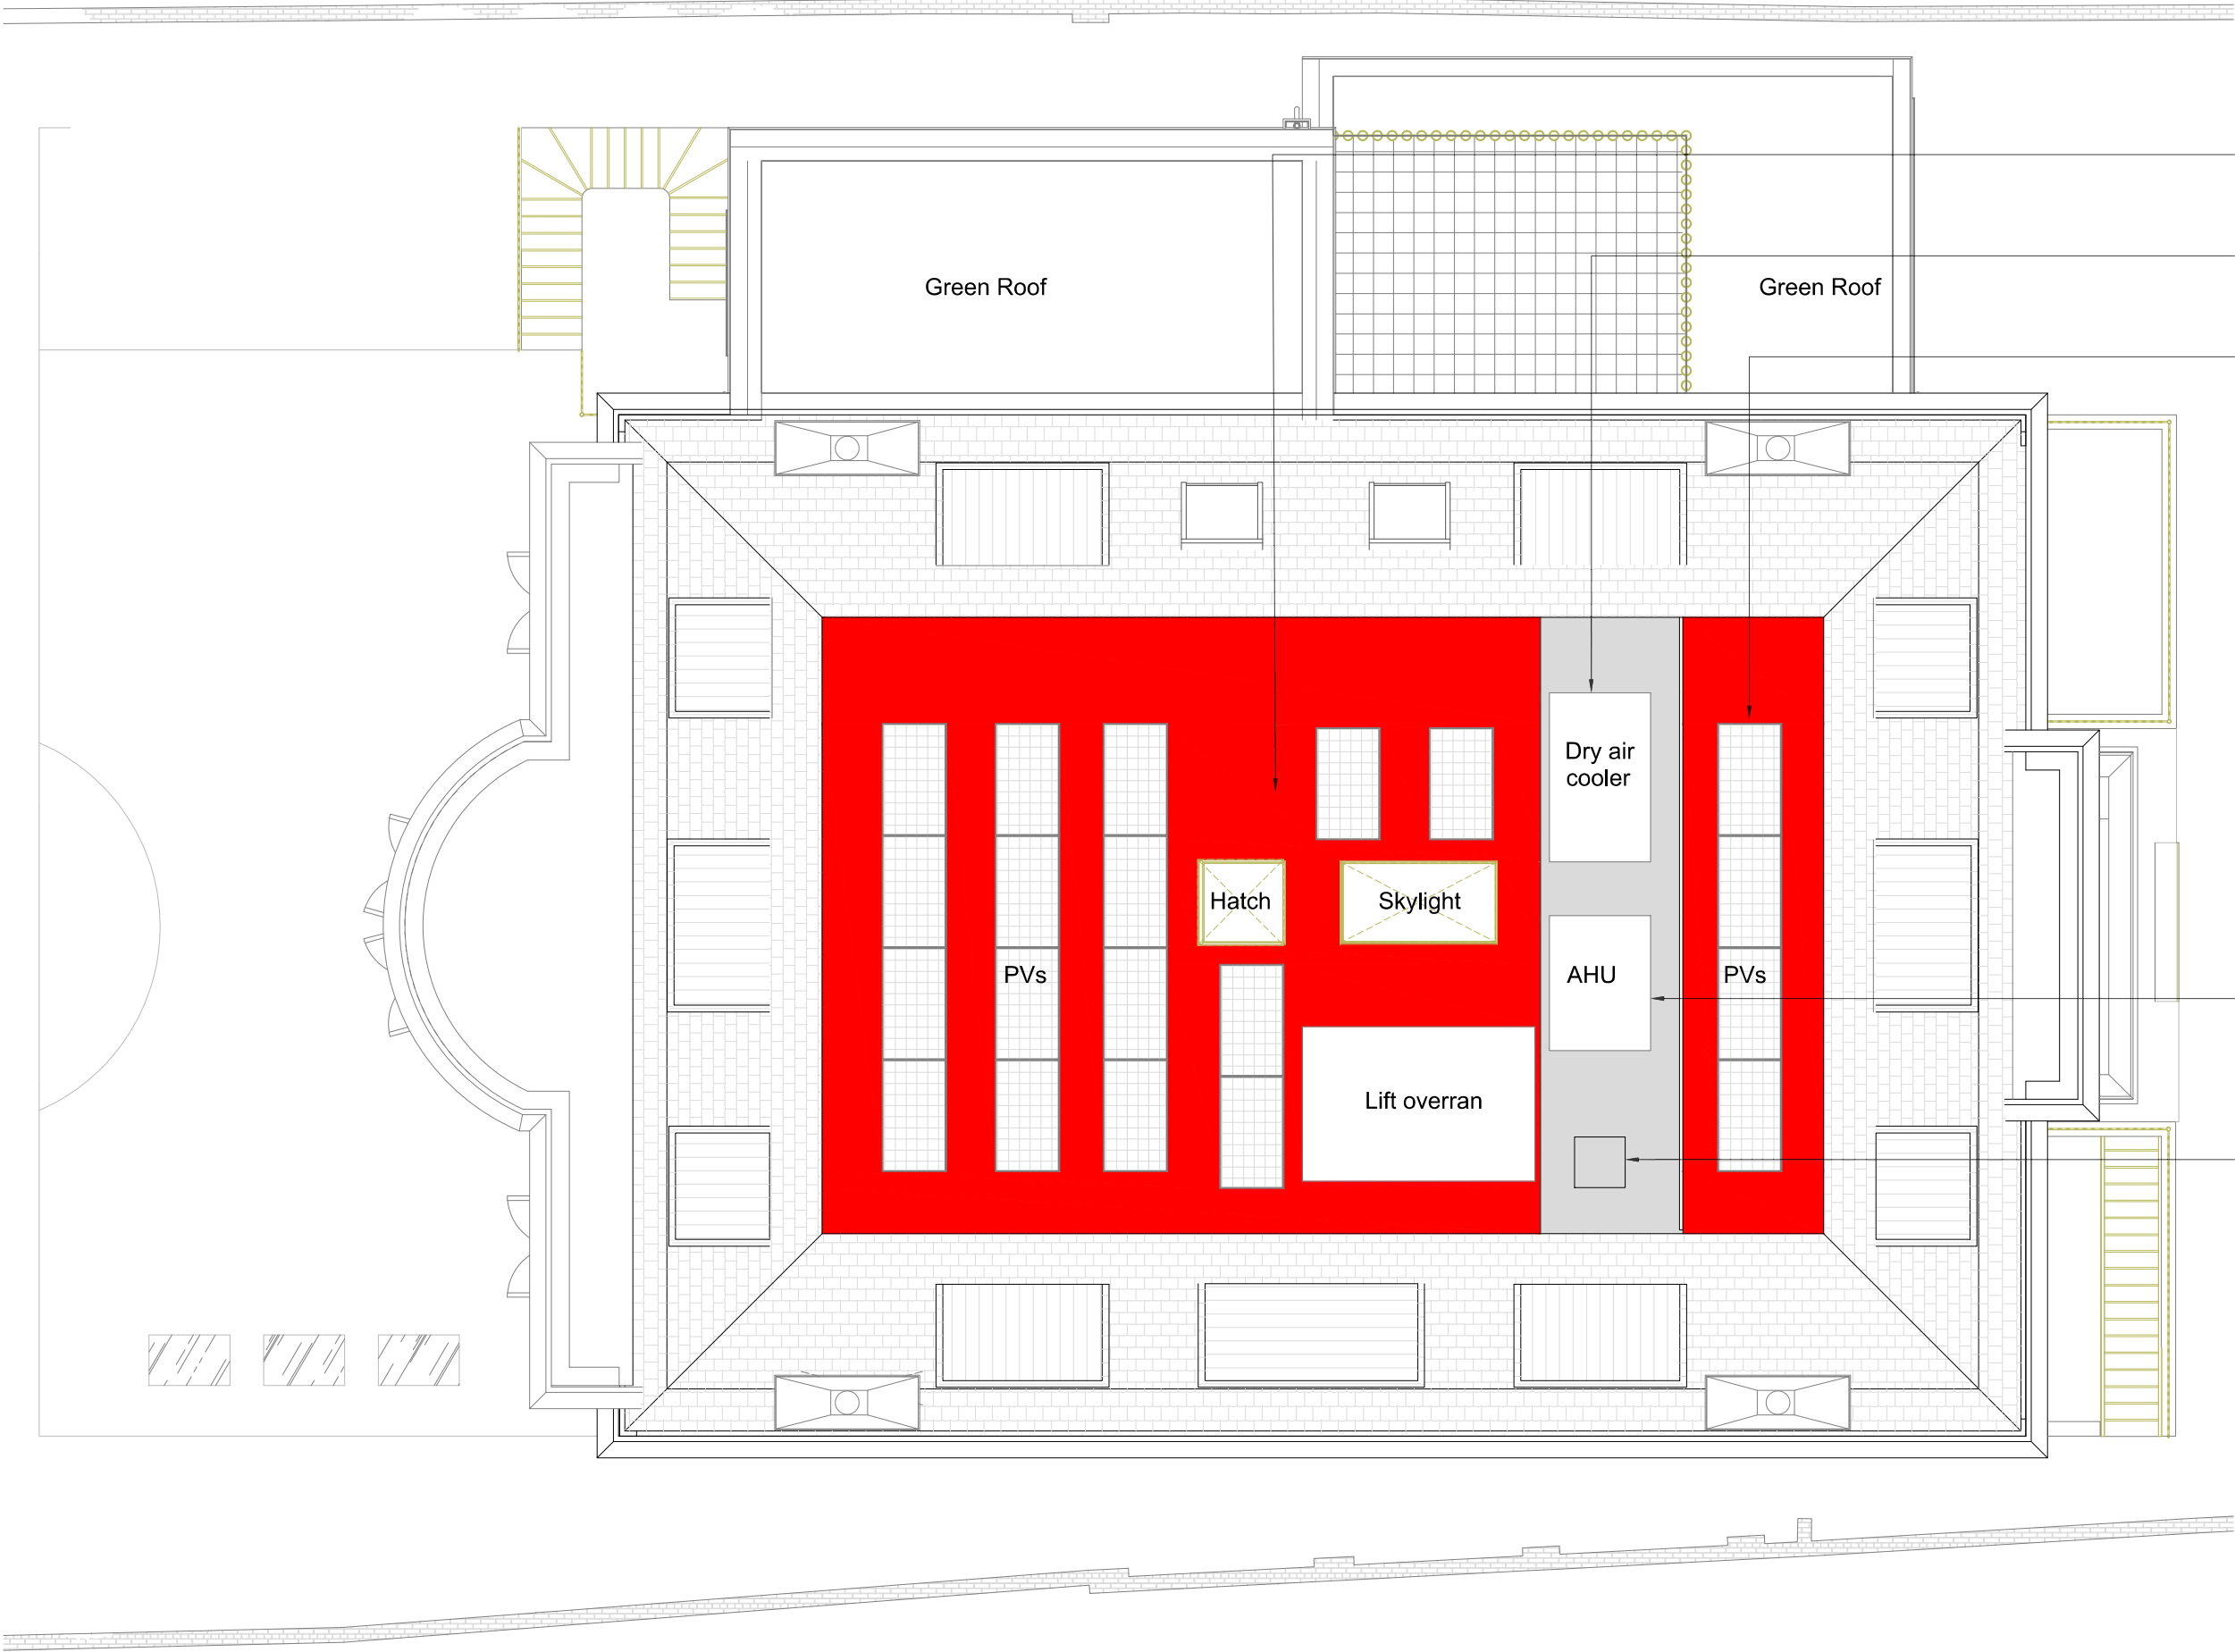 Green Roof
Green Roof
Dry air
cooler
Hatch
Skylight
PVs
AHU
PVs
Lift overran